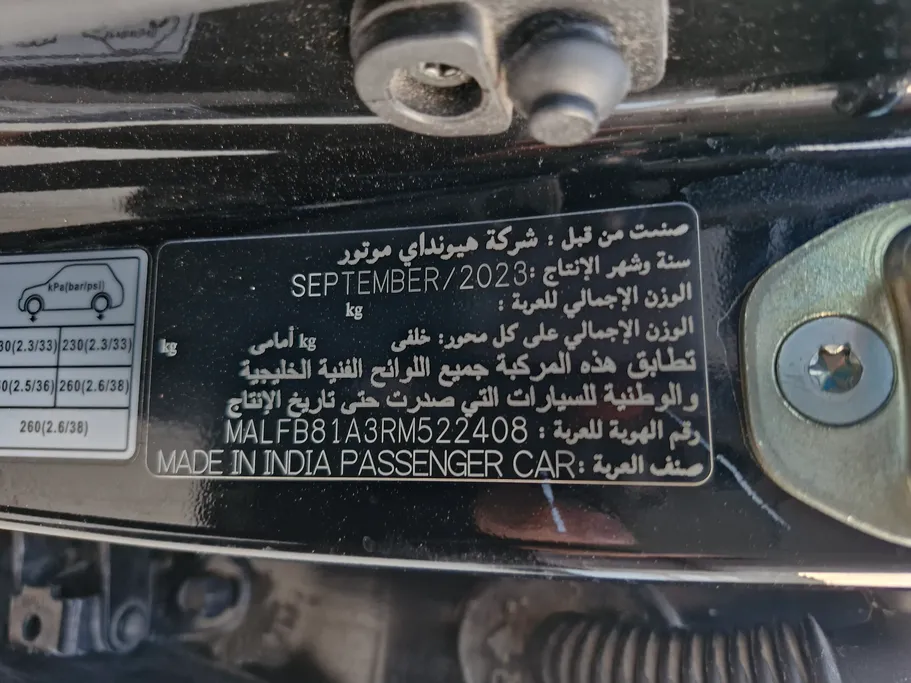 kPa(bar/psi)
230(2.3/33)
260(2.6/38)
260(2.6/38)
صنعت من قبل : شركة هيونداي موتور
سنة وشهر الإنتاج: SEPTEMBER/2023
الوزن الإجمالي للعربة : kg
الوزن الإجمالي على كل محور: خلفى kg أمامى kg
تطابق هذه المركبة جميع اللوائح الفنية الخليجية
والوطنية للسيارات التي صدرت حتى تاريخ الإنتاج
رقم الهوية للعربة : MALFB81A3RM522408
صنف العربة : MADE IN INDIA PASSENGER CAR